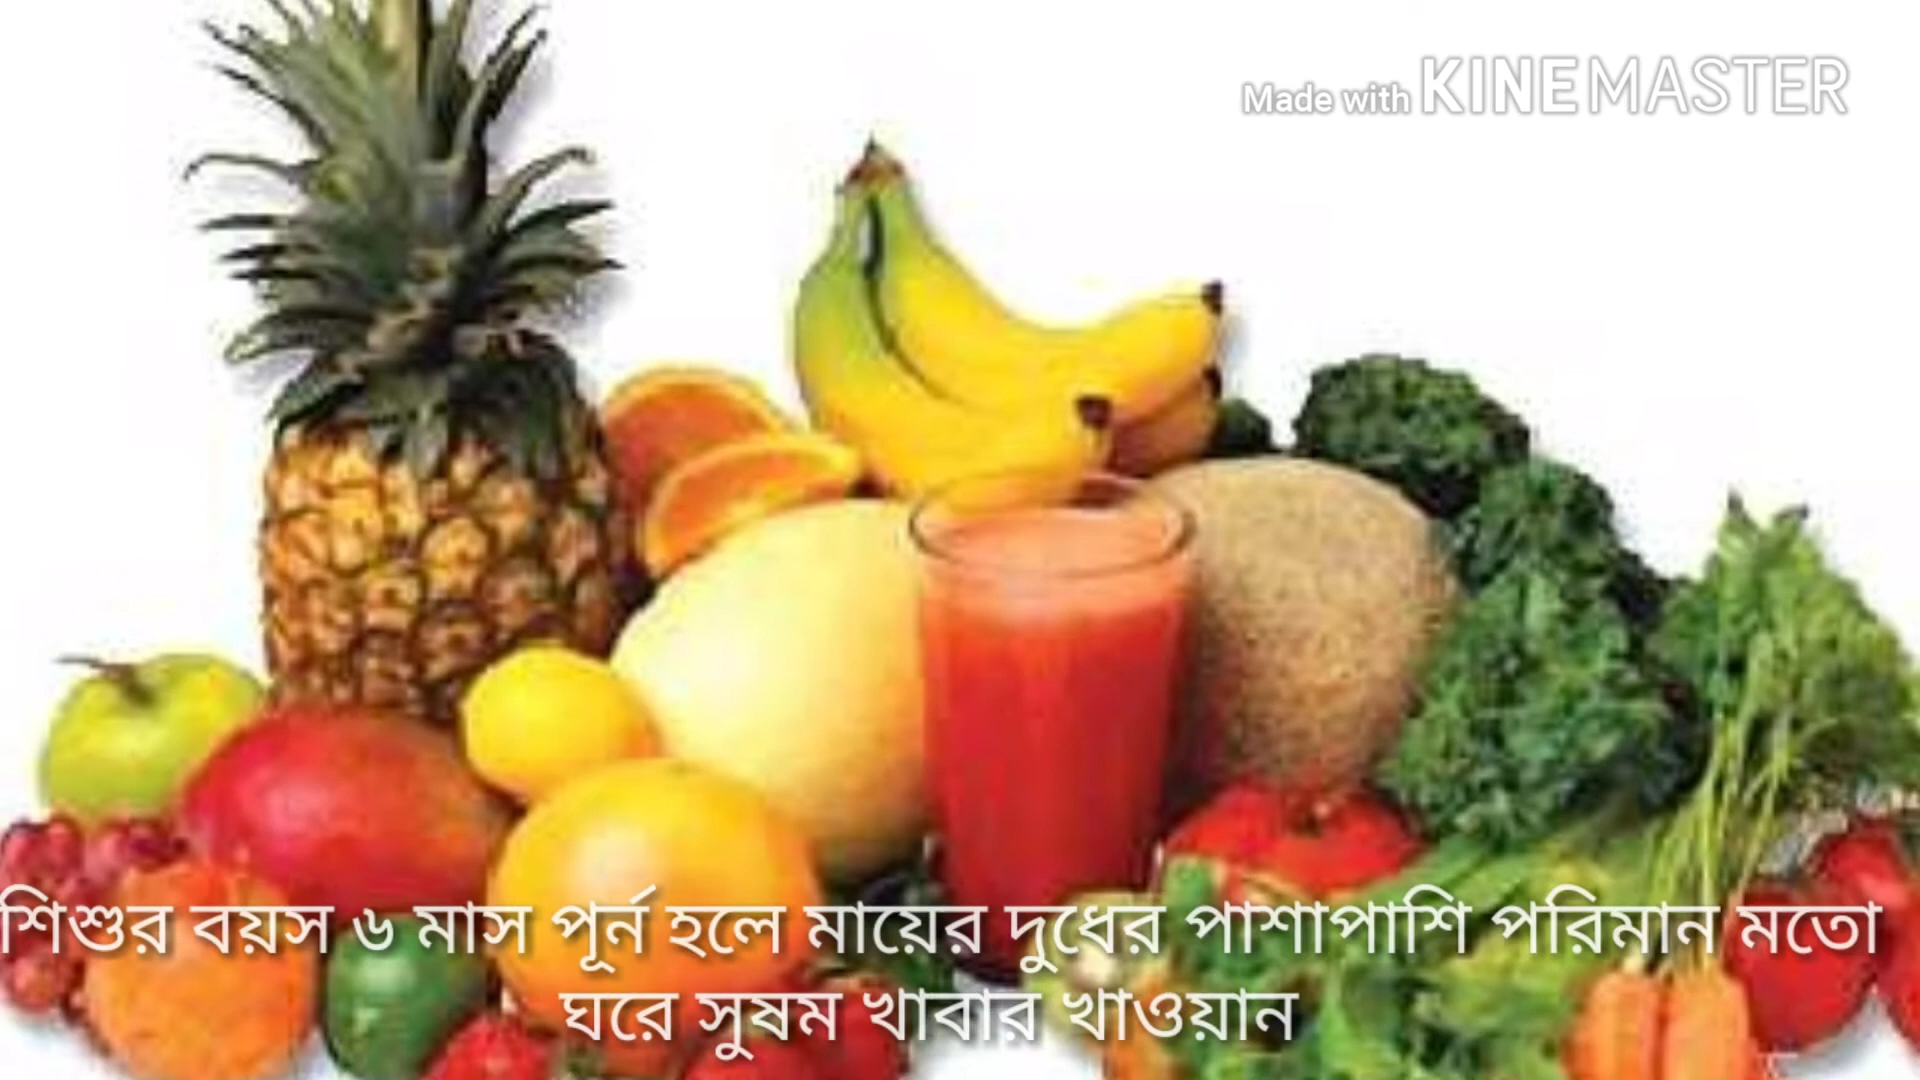 Made with KINEMASTER
শিশুর বয়স ৬ মাস পূর্ন হলে মায়ের দুধের পাশাপাশি পরিমান মতো
ঘরে সুষম খাবার খাওয়ান